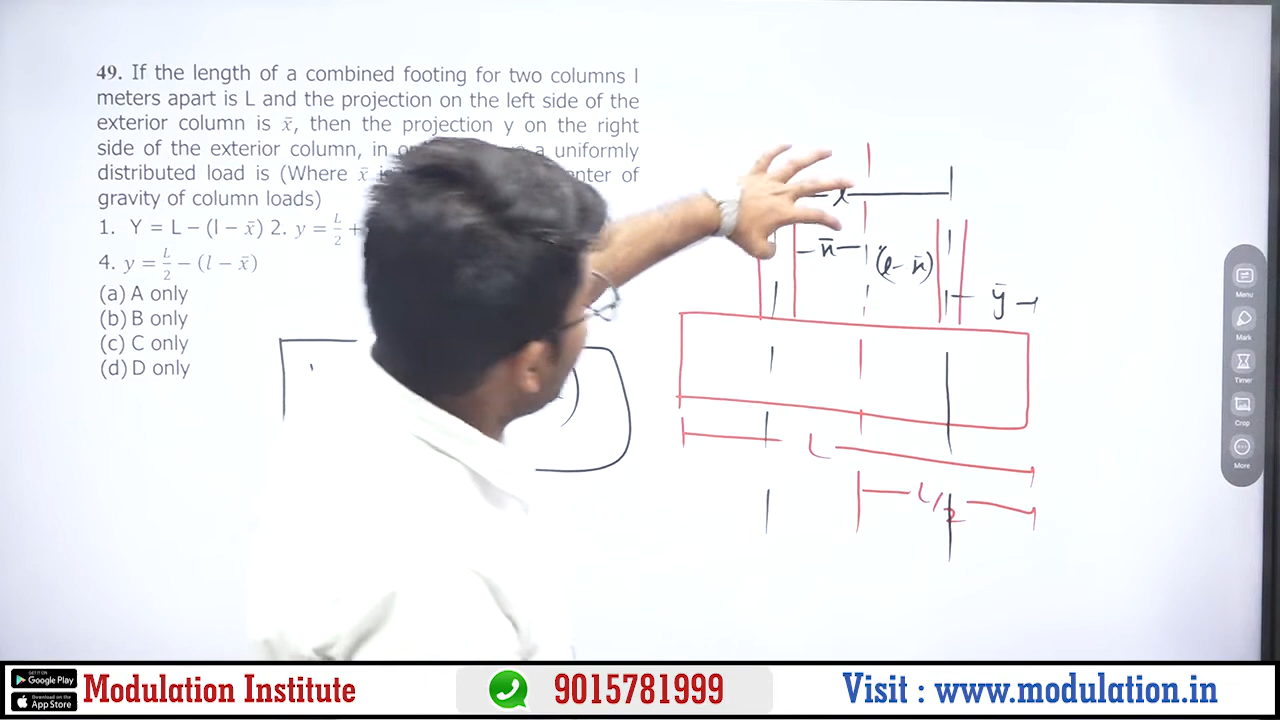 49. If the length of a combined footing for two columns l
meters apart is L and the projection on the left side of the
exterior column is x̄, then the projection y on the right
side of the exterior column, in a uniformly
distributed load is (Where x̄ enter of
gravity of column loads)
1. Y = L − (l − x̄) 2. y = L/2 +
4. y = L/2 − (l − x̄)
(a) A only
(b) B only
(c) C only
(d) D only
l
x̄
(l - x̄)
ȳ
L
L/2
Menu
Mark
Timer
Crop
More
GET IT ON
Google Play
Download on the
App Store
Modulation Institute
9015781999
Visit : www.modulation.in